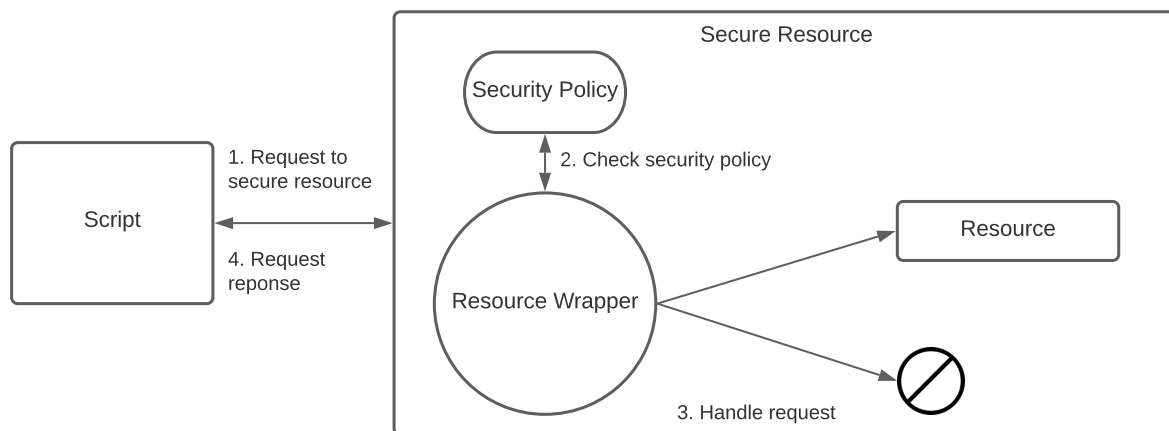 Secure Resource
Security Policy
1. Request to
secure resource
2. Check security policy
Script
Resource
4. Request
reponse
Resource Wrapper
3. Handle request